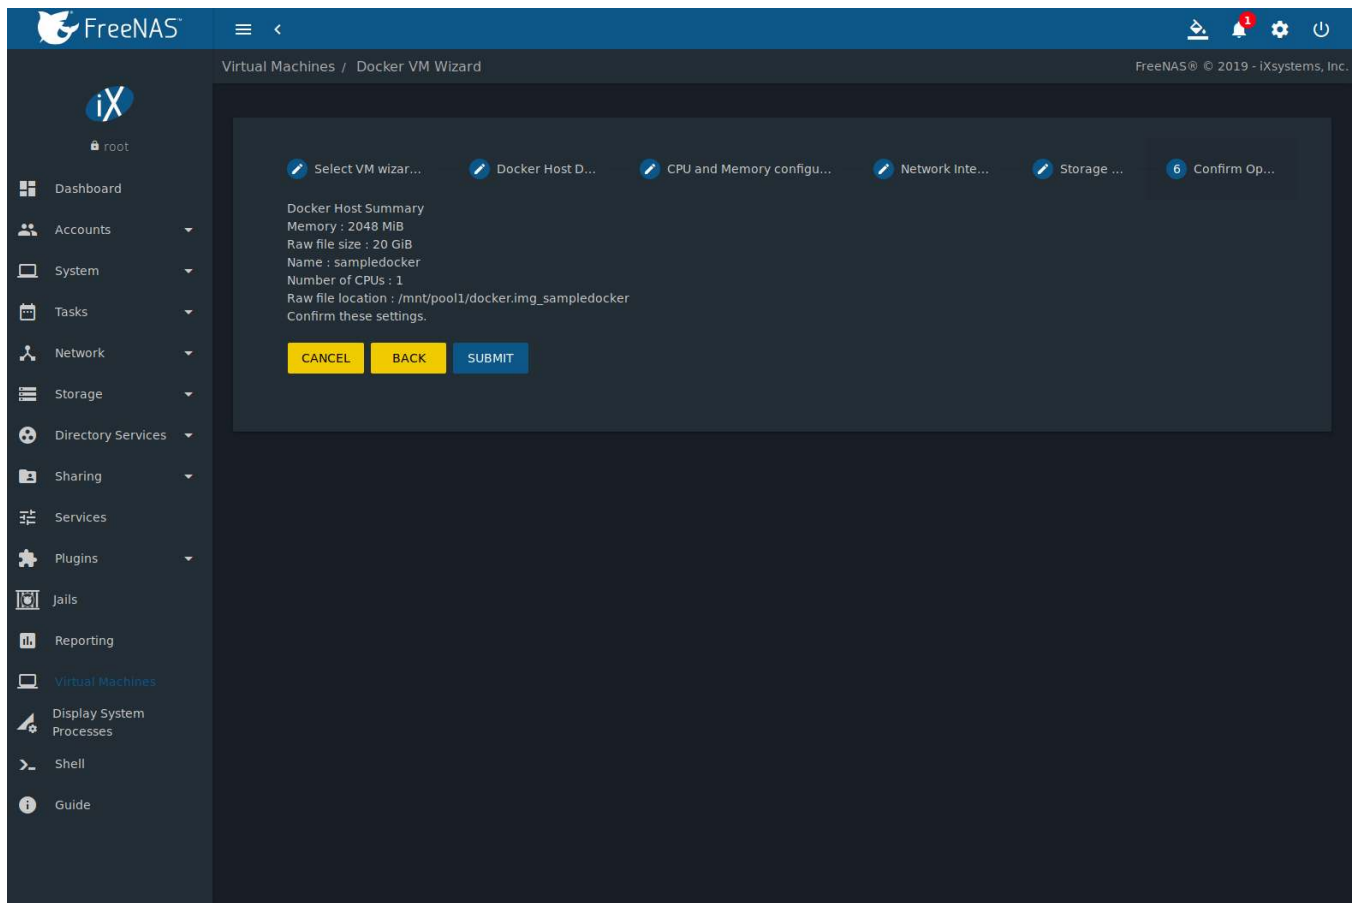 FreeNAS™
1
Virtual Machines / Docker VM Wizard
FreeNAS® © 2019 - iXsystems, Inc.
iX
root
Dashboard
Accounts
System
Tasks
Network
Storage
Directory Services
Sharing
Services
Plugins
Jails
Reporting
Virtual Machines
Display System
Processes
Shell
Guide
Select VM wizar...
Docker Host D...
CPU and Memory configu...
Network Inte...
Storage ...
6 Confirm Op...
Docker Host Summary
Memory : 2048 MiB
Raw file size : 20 GiB
Name : sampledocker
Number of CPUs : 1
Raw file location : /mnt/pool1/docker.img_sampledocker
Confirm these settings.
CANCEL BACK SUBMIT